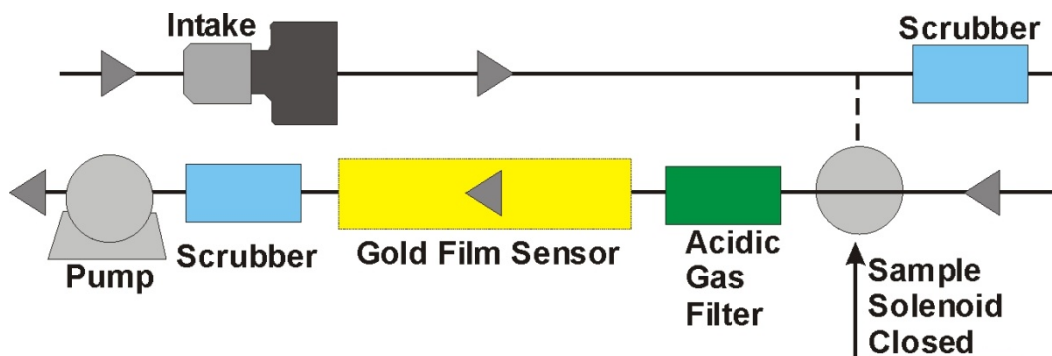 Intake
Scrubber
Pump
Scrubber
Gold Film Sensor
Acidic
Gas
Filter
Sample
Solenoid
Closed